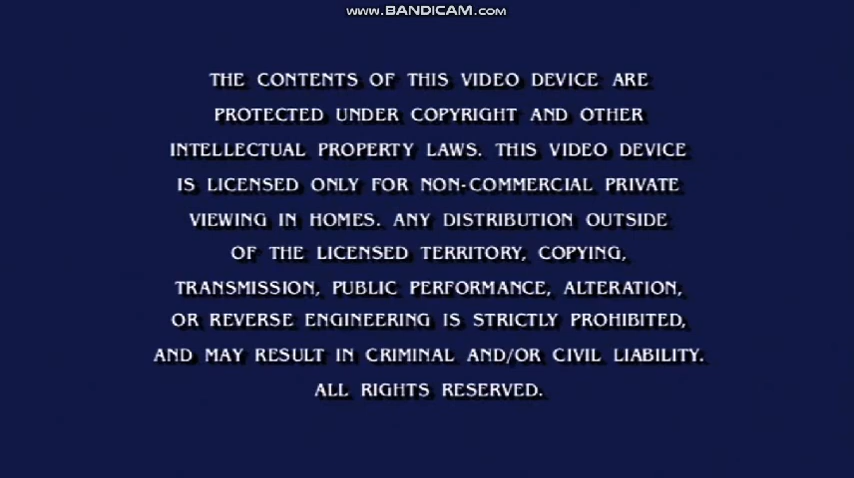 www.BANDICAM.com
THE CONTENTS OF THIS VIDEO DEVICE ARE
PROTECTED UNDER COPYRIGHT AND OTHER
INTELLECTUAL PROPERTY LAWS. THIS VIDEO DEVICE
IS LICENSED ONLY FOR NON-COMMERCIAL PRIVATE
VIEWING IN HOMES. ANY DISTRIBUTION OUTSIDE
OF THE LICENSED TERRITORY, COPYING,
TRANSMISSION, PUBLIC PERFORMANCE, ALTERATION,
OR REVERSE ENGINEERING IS STRICTLY PROHIBITED,
AND MAY RESULT IN CRIMINAL AND/OR CIVIL LIABILITY.
ALL RIGHTS RESERVED.